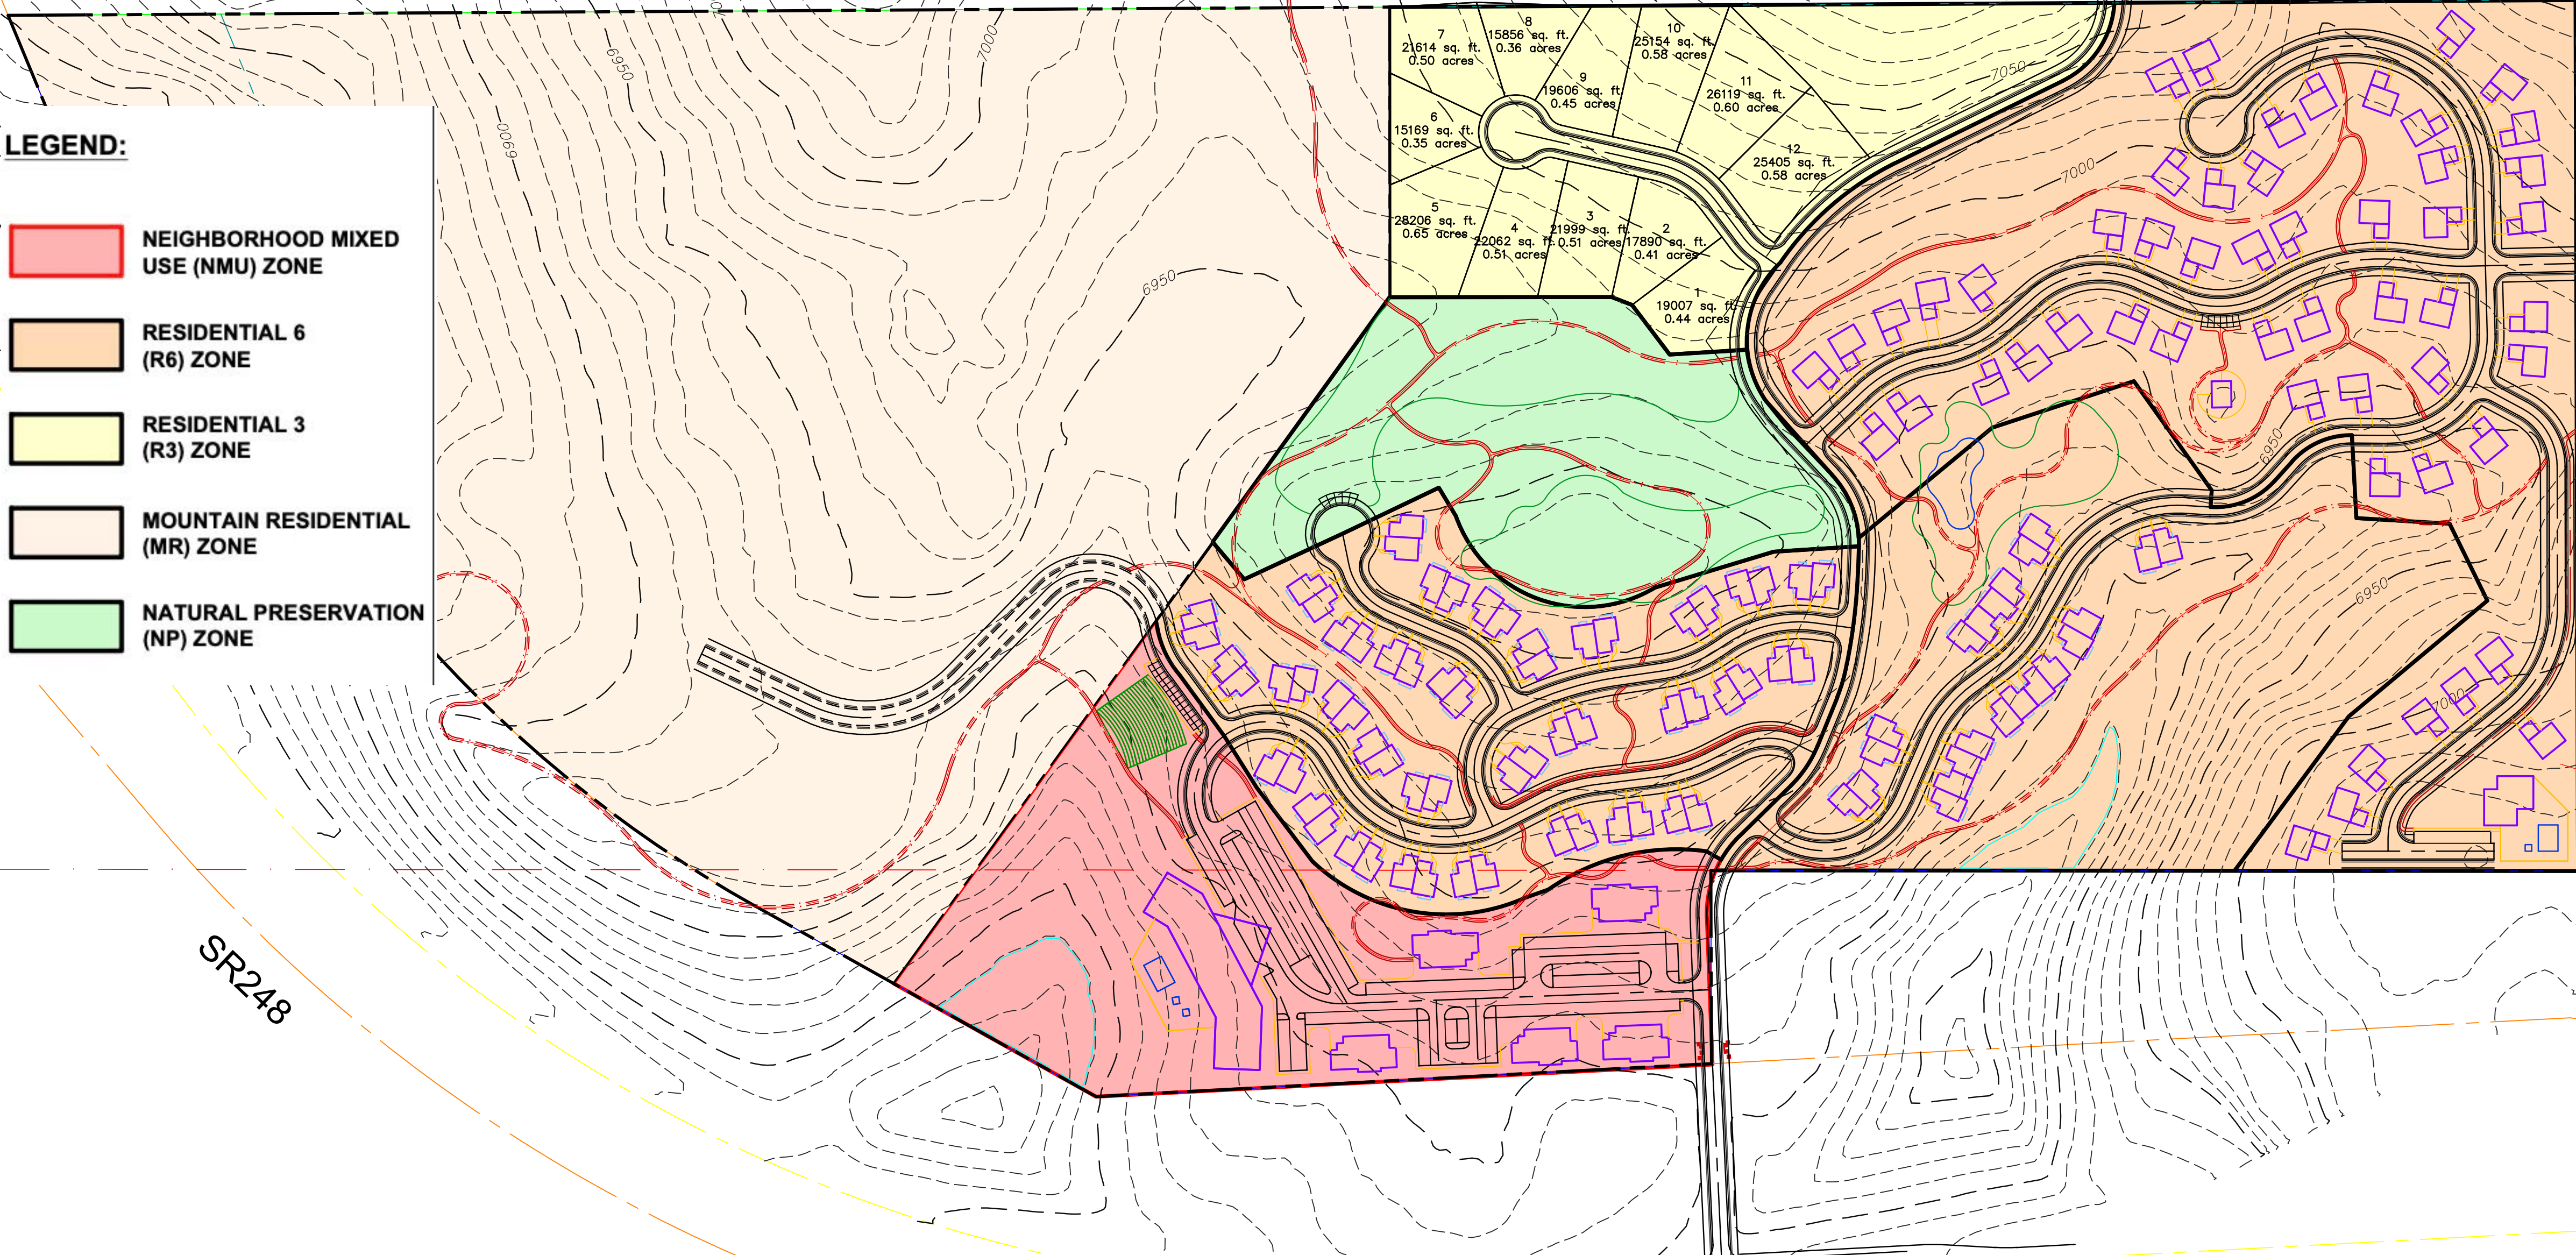 LEGEND:
NEIGHBORHOOD MIXED
USE (NMU) ZONE
RESIDENTIAL 6
(R6) ZONE
RESIDENTIAL 3
(R3) ZONE
MOUNTAIN RESIDENTIAL
(MR) ZONE
NATURAL PRESERVATION
(NP) ZONE
6950
7000
6900
6950
7
21614 sq. ft.
0.50 acres
8
15856 sq. ft.
0.36 acres
10
25154 sq. ft.
0.58 acres
9
19606 sq. ft
0.45 acres
11
26119 sq. ft.
0.60 acres
6
15169 sq. ft.
0.35 acres
12
25405 sq. ft.
0.58 acres
5
28206 sq. ft.
0.65 acres
4
22062 sq. ft.
0.51 acres
3
21999 sq. ft.
0.51 acres
2
17890 sq. ft.
0.41 acres
1
19007 sq. ft.
0.44 acres
7050
7000
6950
6950
7000
SR248